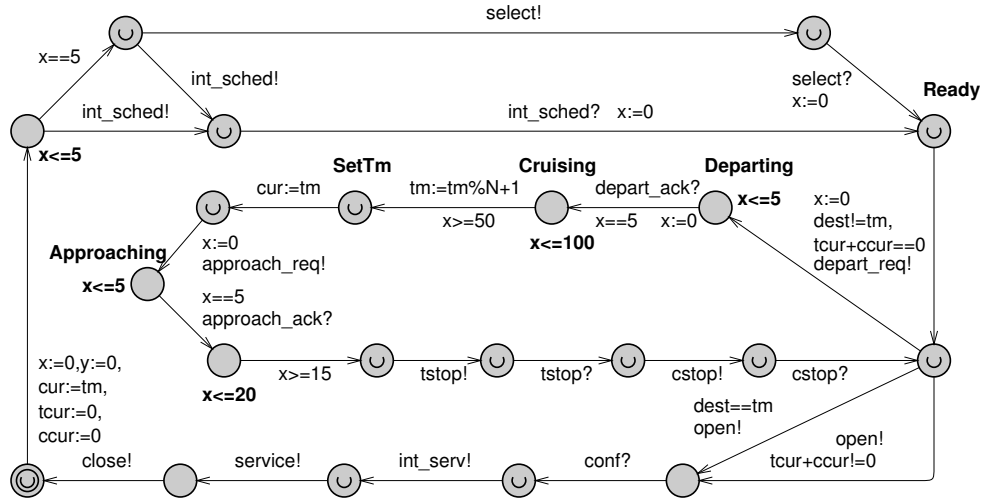 select!
x==5
int_sched!
select?
x:=0
Ready
int_sched!
int_sched? x:=0
x<=5
SetTm
Cruising
Departing
cur:=tm
tm:=tm%N+1
depart_ack?
x<=5
x>=50
x==5 x:=0
x<=100
x:=0
dest!=tm,
tcur+ccur==0
depart_req!
Approaching
x:=0
approach_req!
x<=5
x==5
approach_ack?
x>=15
tstop!
tstop?
cstop!
cstop?
x<=20
x:=0,y:=0,
cur:=tm,
tcur:=0,
ccur:=0
dest==tm
open!
open!
tcur+ccur!=0
close!
service!
int_serv!
conf?